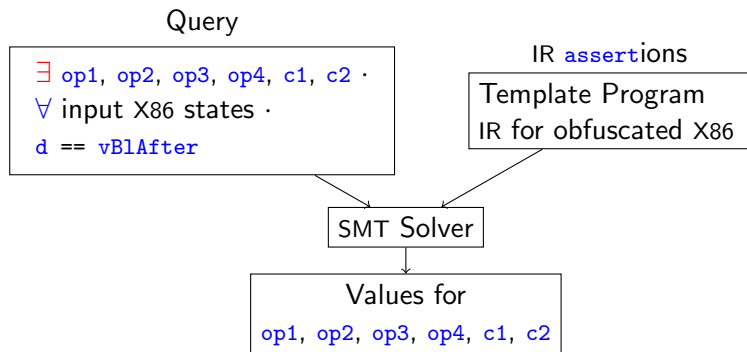 Query
∃ op1, op2, op3, op4, c1, c2 ·
∀ input X86 states ·
d == vBlAfter
IR assertions
Template Program
IR for obfuscated X86
SMT Solver
Values for
op1, op2, op3, op4, c1, c2